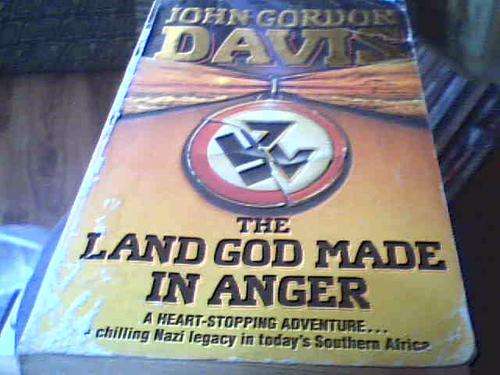 JOHN GORDON
DAVIS
THE
LAND GOD MADE
IN ANGER
A HEART-STOPPING ADVENTURE...
chilling Nazi legacy in today's Southern Africa